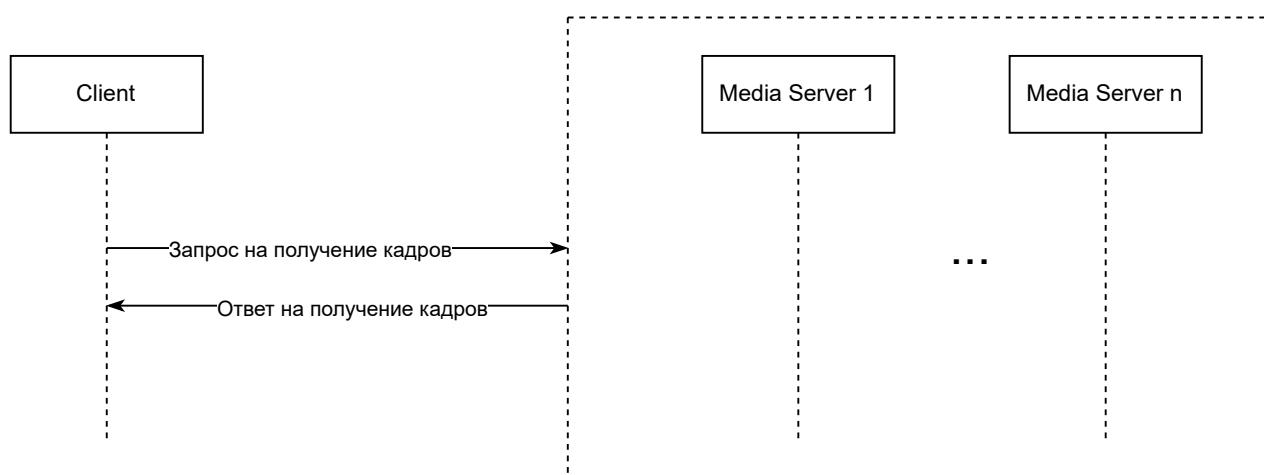 Client
Media Server 1
Media Server n
Запрос на получение кадров
...
Ответ на получение кадров